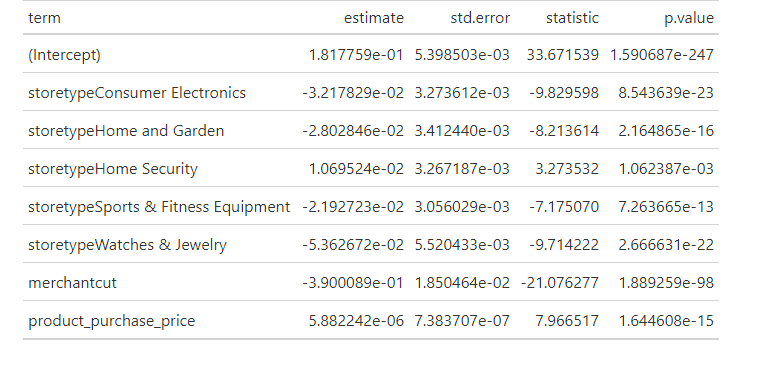 term estimate std.error statistic p.value
(Intercept) 1.817759e-01 5.398503e-03 33.671539 1.590687e-247
storetypeConsumer Electronics -3.217829e-02 3.273612e-03 -9.829598 8.543639e-23
storetypeHome and Garden -2.802846e-02 3.412440e-03 -8.213614 2.164865e-16
storetypeHome Security 1.069524e-02 3.267187e-03 3.273532 1.062387e-03
storetypeSports & Fitness Equipment -2.192723e-02 3.056029e-03 -7.175070 7.263665e-13
storetypeWatches & Jewelry -5.362672e-02 5.520433e-03 -9.714222 2.666631e-22
merchantcut -3.900089e-01 1.850464e-02 -21.076277 1.889259e-98
product_purchase_price 5.882242e-06 7.383707e-07 7.966517 1.644608e-15